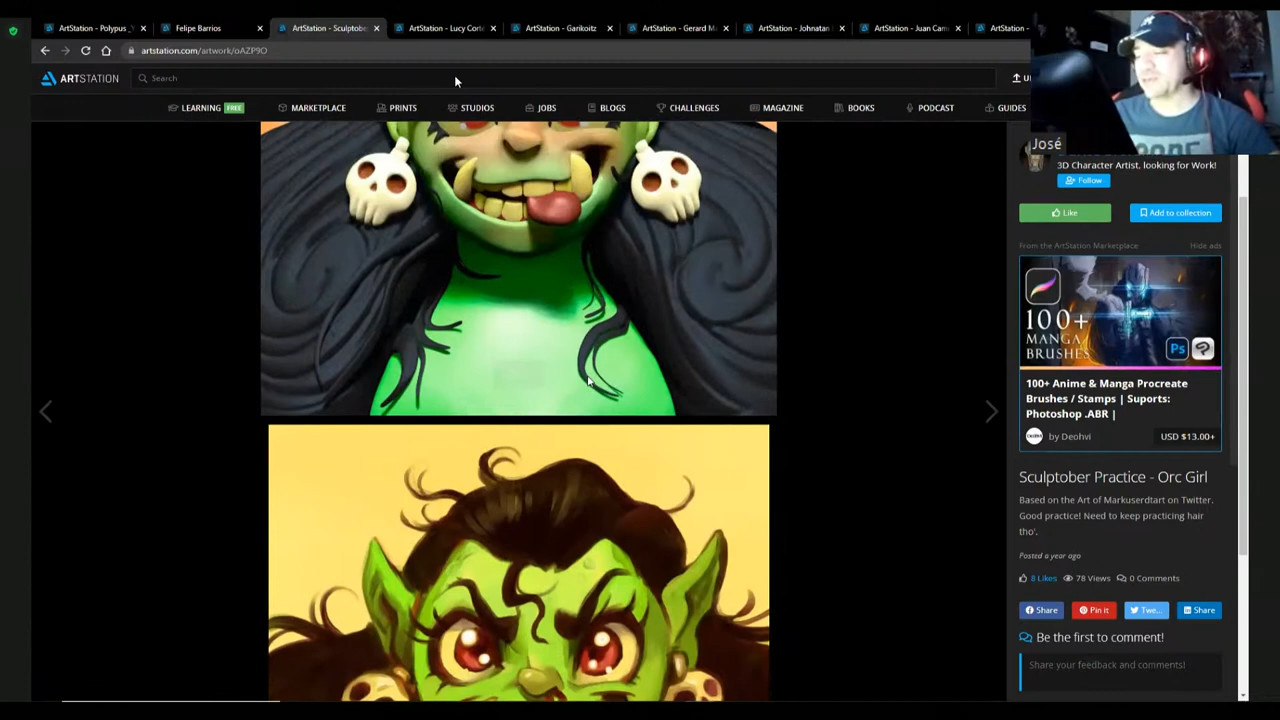 ArtStation - Polypus_
Felipe Barrios
ArtStation - Sculptobe
ArtStation - Lucy Cort
ArtStation - Garikoitz
ArtStation - Gerard M
ArtStation - Johnatan
ArtStation - Juan Cam
ArtStation -
artstation.com/artwork/oAZP9O
ARTSTATION
Search
LEARNING FREE
MARKETPLACE
PRINTS
STUDIOS
JOBS
BLOGS
CHALLENGES
MAGAZINE
BOOKS
PODCAST
GUIDES
José
3D Character Artist, looking for Work!
Follow
Like
Add to collection
From the ArtStation Marketplace
Hide ads
100+
MANGA
BRUSHES
Ps
100+ Anime & Manga Procreate
Brushes / Stamps | Suports:
Photoshop .ABR |
by Deohvi
USD $13.00+
Sculptober Practice - Orc Girl
Based on the Art of Markuserdtart on Twitter.
Good practice! Need to keep practicing hair
tho'.
Posted a year ago
8 Likes
78 Views
0 Comments
Share
Pin it
Twe...
Share
Be the first to comment!
Share your feedback and comments!